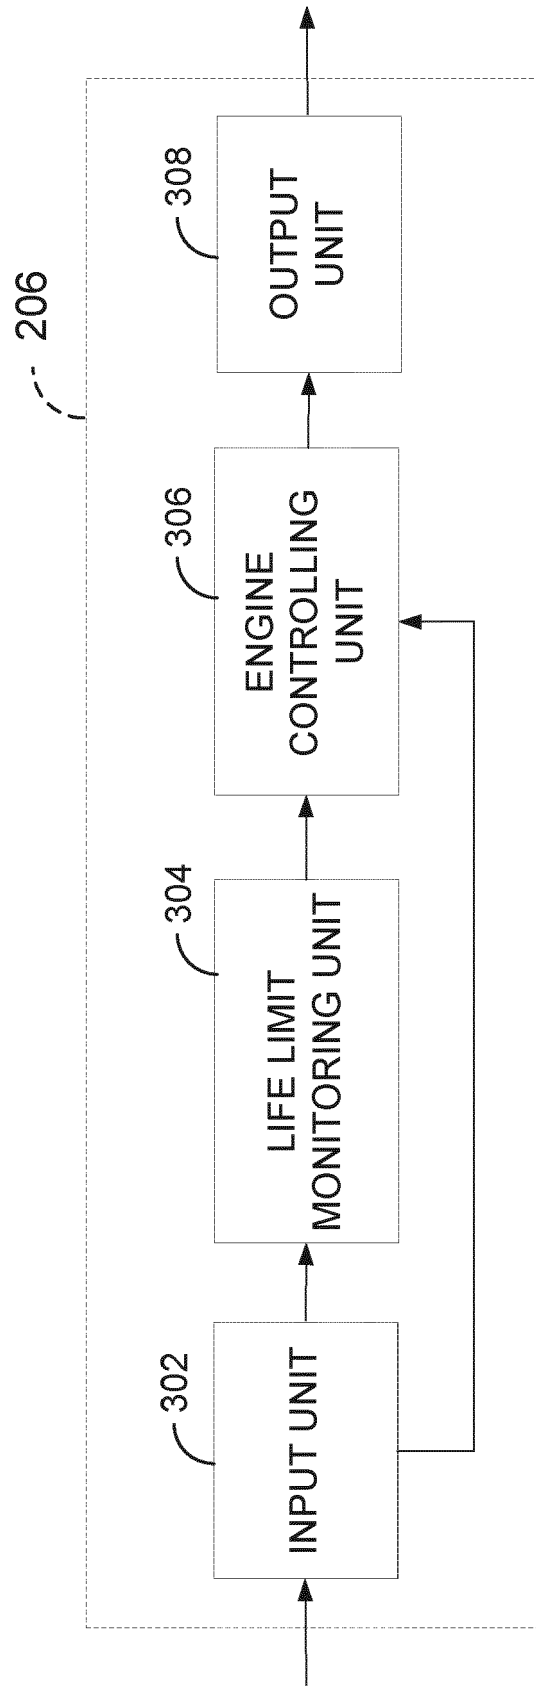 206
302
INPUT UNIT
304
LIFE LIMIT
MONITORING UNIT
306
ENGINE
CONTROLLING
UNIT
308
OUTPUT
UNIT